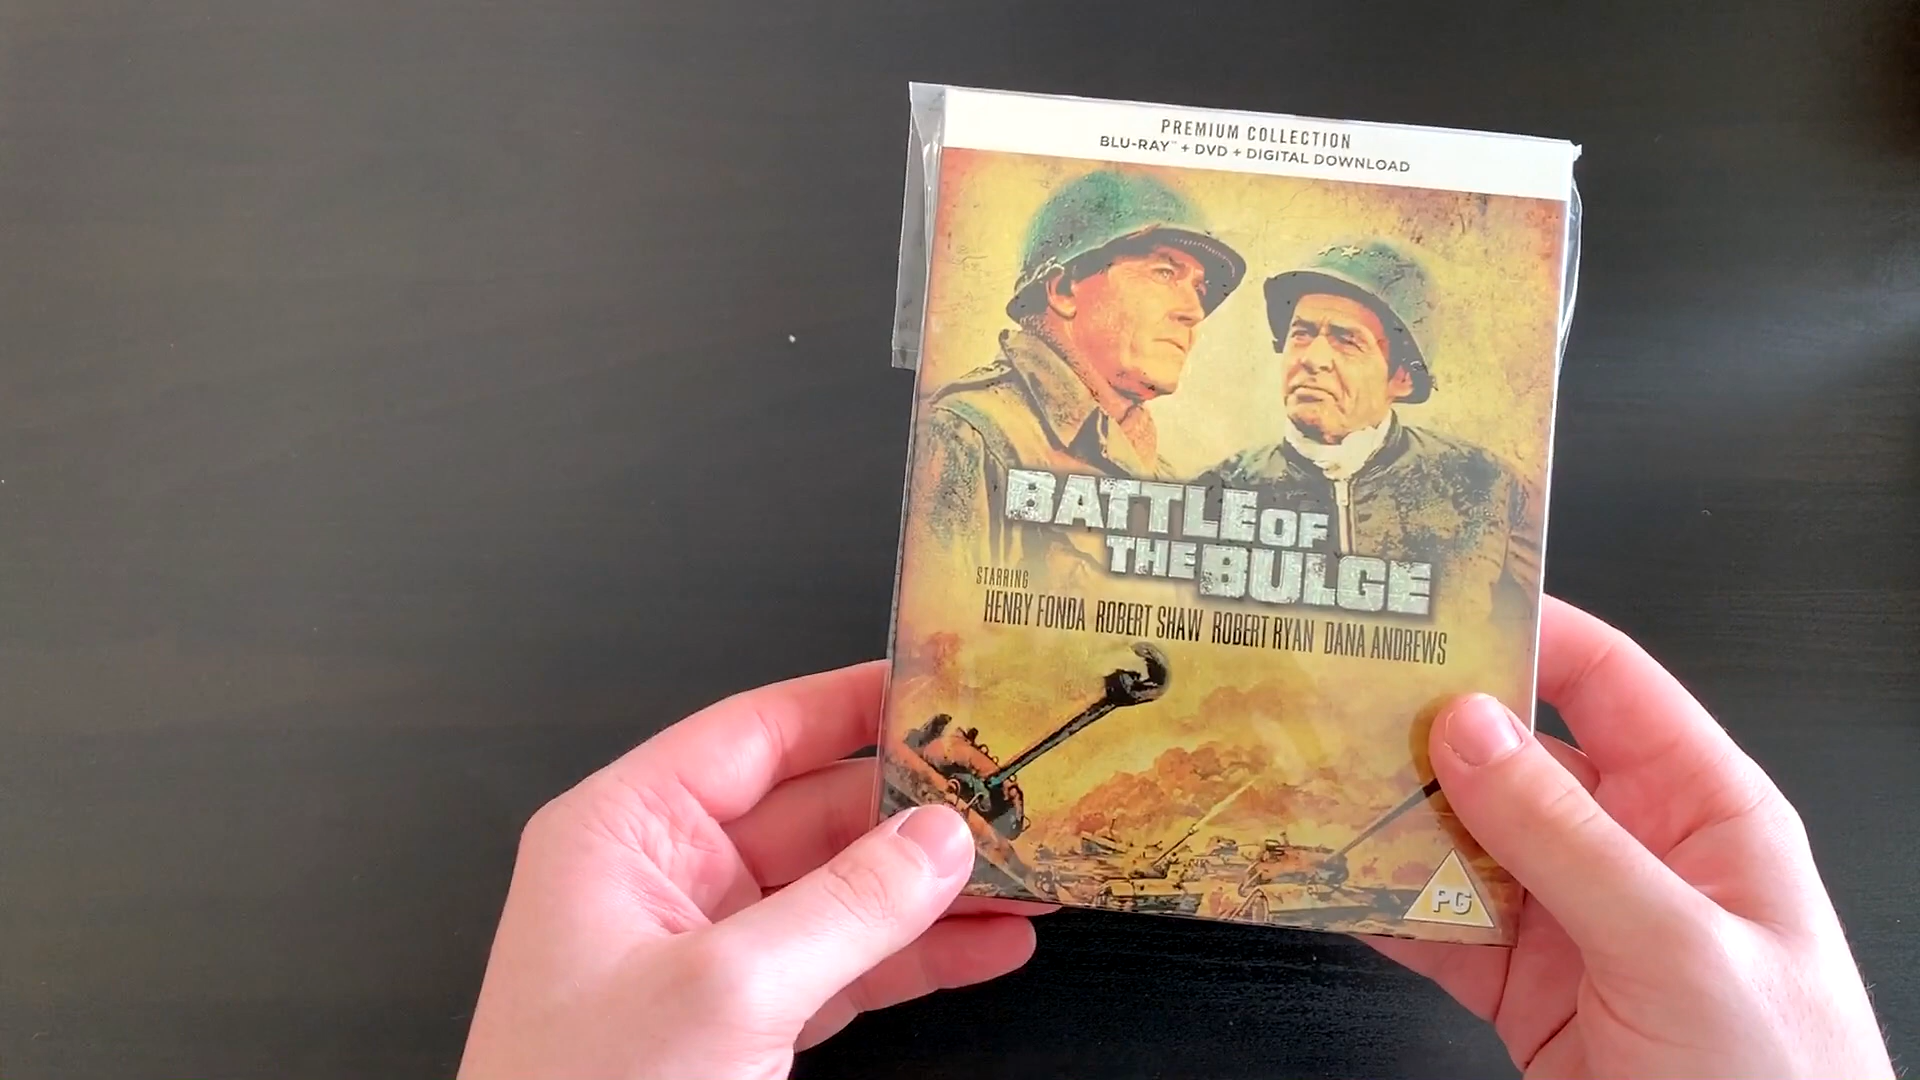 PREMIUM COLLECTION
BLU-RAY™ + DVD + DIGITAL DOWNLOAD
BATTLE OF
THE BULGE
STARRING
HENRY FONDA ROBERT SHAW ROBERT RYAN DANA ANDREWS
PG